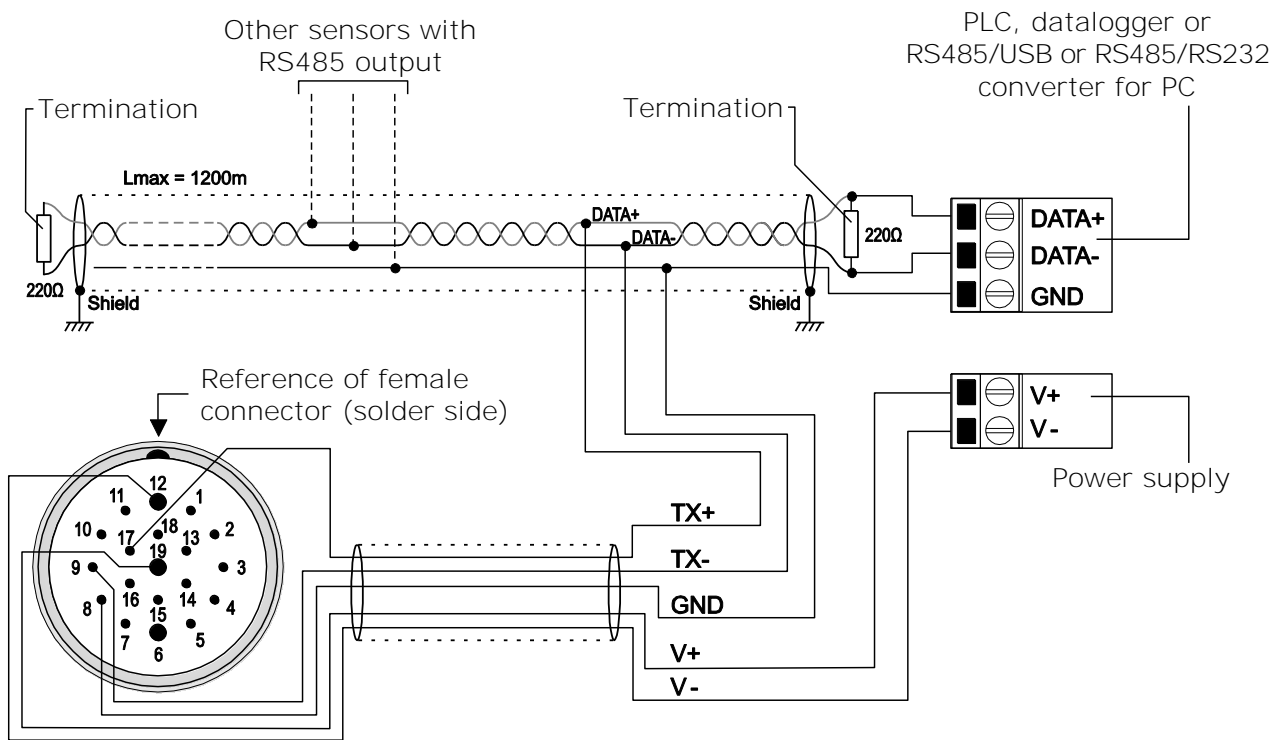 PLC, datalogger or
RS485/USB or RS485/RS232
converter for PC
Other sensors with
RS485 output
Termination
Termination
Lmax = 1200m
DATA+
DATA-
220Ω
220Ω
Shield
Shield
DATA+
DATA-
GND
V+
V-
Power supply
Reference of female
connector (solder side)
12
11
1
10
18
2
17
13
19
9
3
16
14
8
4
15
7
5
6
TX+
TX-
GND
V+
V-